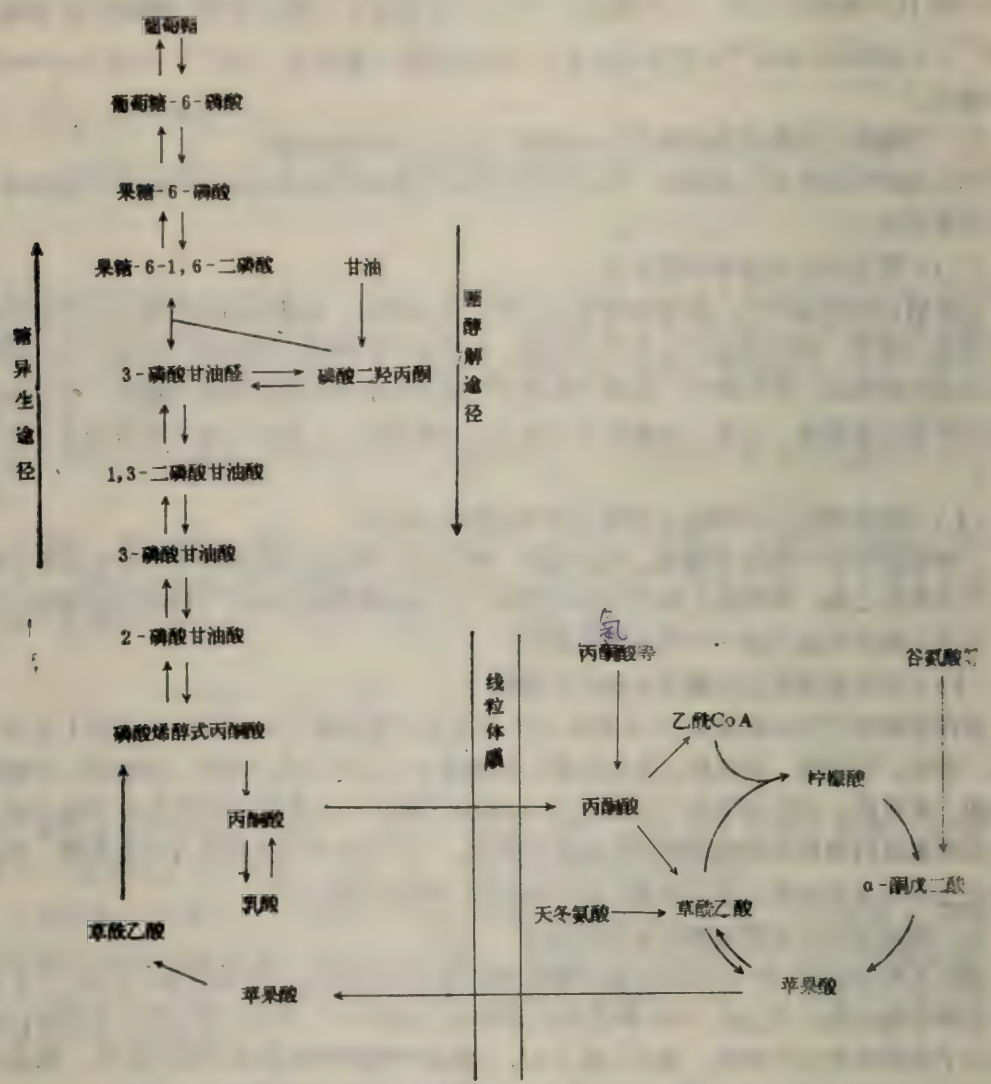 葡萄糖
葡萄糖-6-磷酸
果糖-6-磷酸
果糖-6-1,6-二磷酸
甘油
糖异生途径
糖酵解途径
3-磷酸甘油醛
磷酸二羟丙酮
1,3-二磷酸甘油酸
3-磷酸甘油酸
2-磷酸甘油酸
磷酸烯醇式丙酮酸
丙酮酸
乳酸
草酰乙酸
苹果酸
线粒体膜
氨
丙酮酸等
谷氨酸等
乙酰CoA
柠檬酸
丙酮酸
α-酮戊二酸
天冬氨酸
草酰乙酸
苹果酸